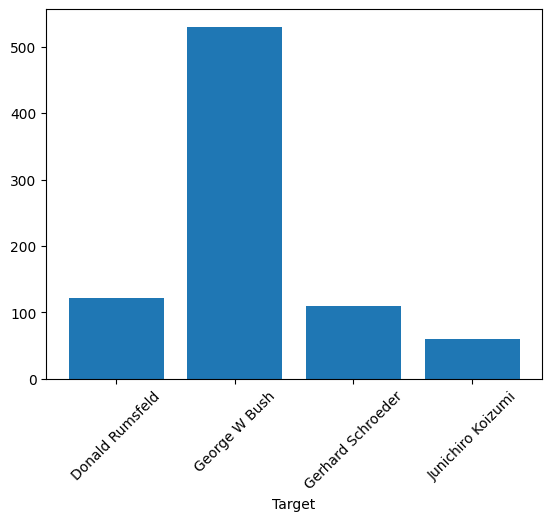 500
400
300
200
100
0
Donald Rumsfeld
George W Bush
Gerhard Schroeder
Junichiro Koizumi
Target